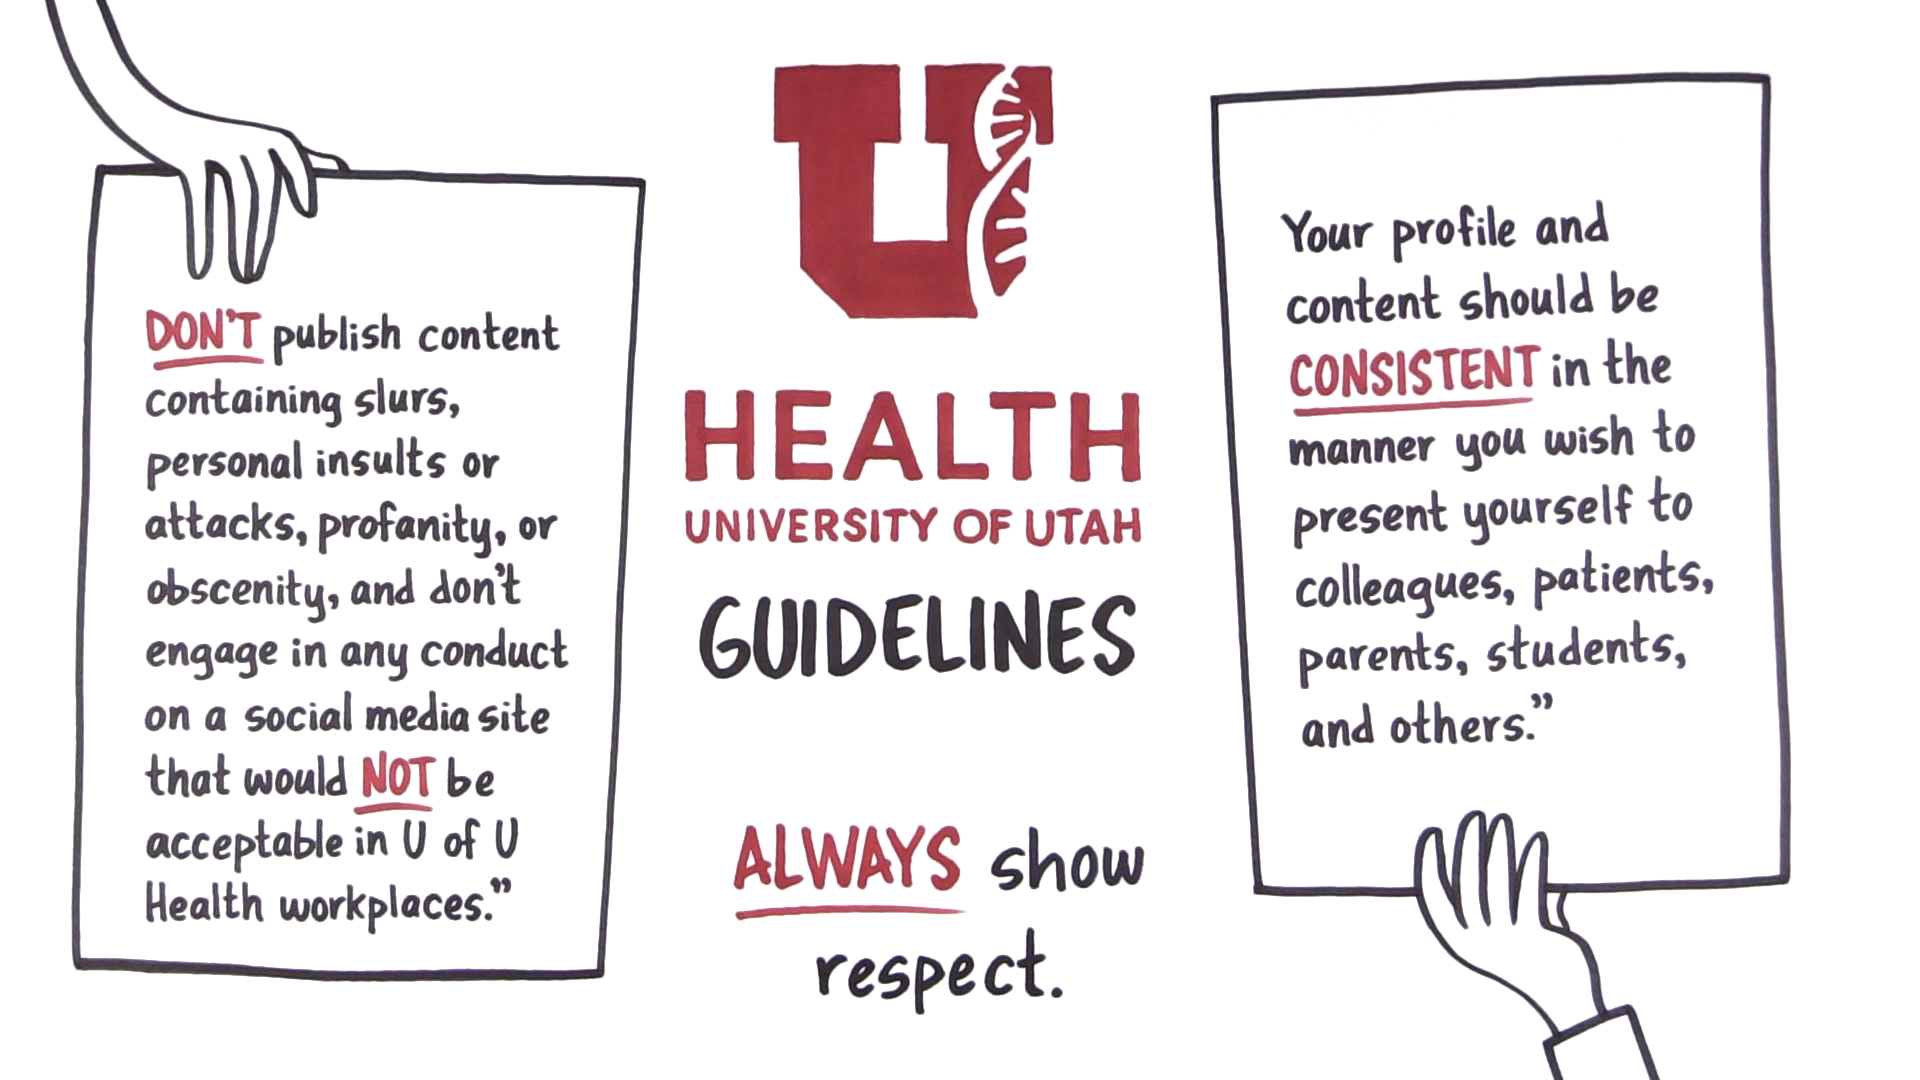 DON'T publish content
containing slurs,
personal insults or
attacks, profanity, or
obscenity, and don't
engage in any conduct
on a social media site
that would NOT be
acceptable in U of U
Health workplaces.”
U
HEALTH
UNIVERSITY OF UTAH
GUIDELINES
ALWAYS show
respect.
Your profile and
content should be
CONSISTENT in the
manner you wish to
present yourself to
colleagues, patients,
parents, students,
and others.”